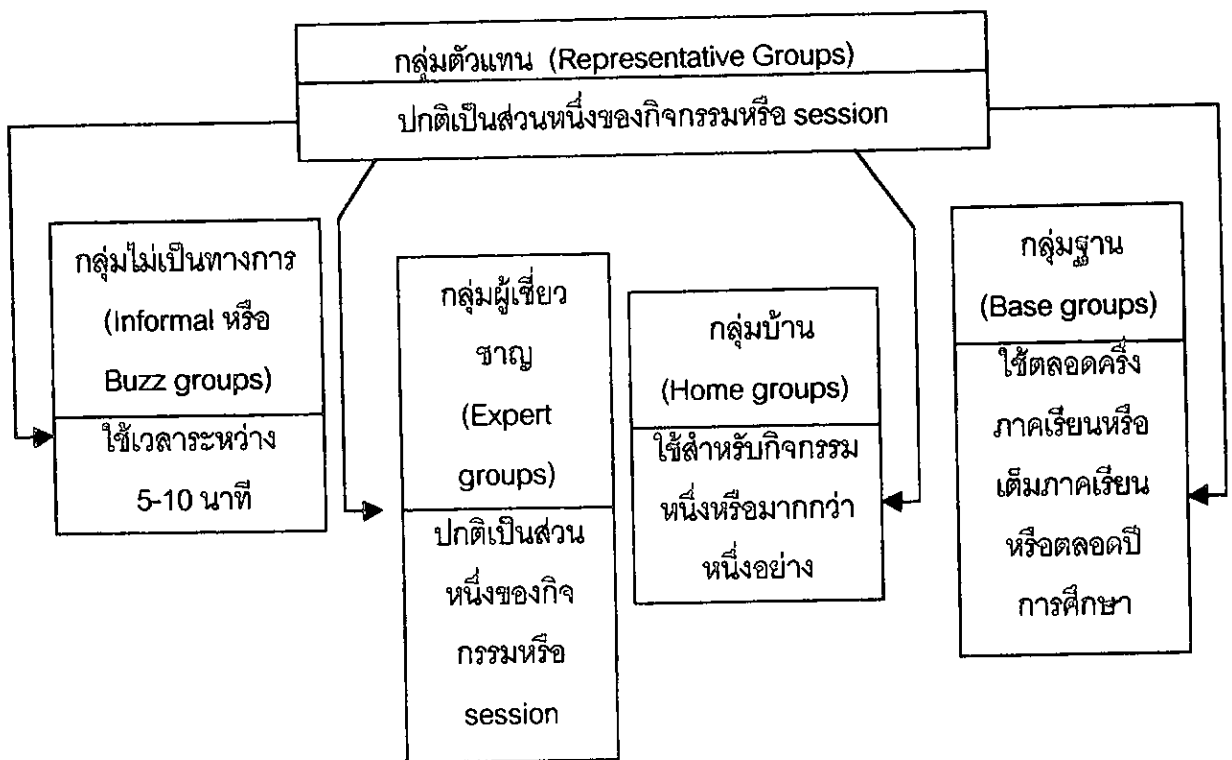 กลุ่มตัวแทน (Representative Groups)
ปกติเป็นส่วนหนึ่งของกิจกรรมหรือ session
กลุ่มไม่เป็นทางการ
(Informal หรือ
Buzz groups)
ใช้เวลาระหว่าง
5-10 นาที
กลุ่มผู้เชี่ยว
ชาญ
(Expert
groups)
ปกติเป็นส่วน
หนึ่งของกิจ
กรรมหรือ
session
กลุ่มบ้าน
(Home groups)
ใช้สำหรับกิจกรรม
หนึ่งหรือมากกว่า
หนึ่งอย่าง
กลุ่มฐาน
(Base groups)
ใช้ตลอดครึ่ง
ภาคเรียนหรือ
เต็มภาคเรียน
หรือตลอดปี
การศึกษา